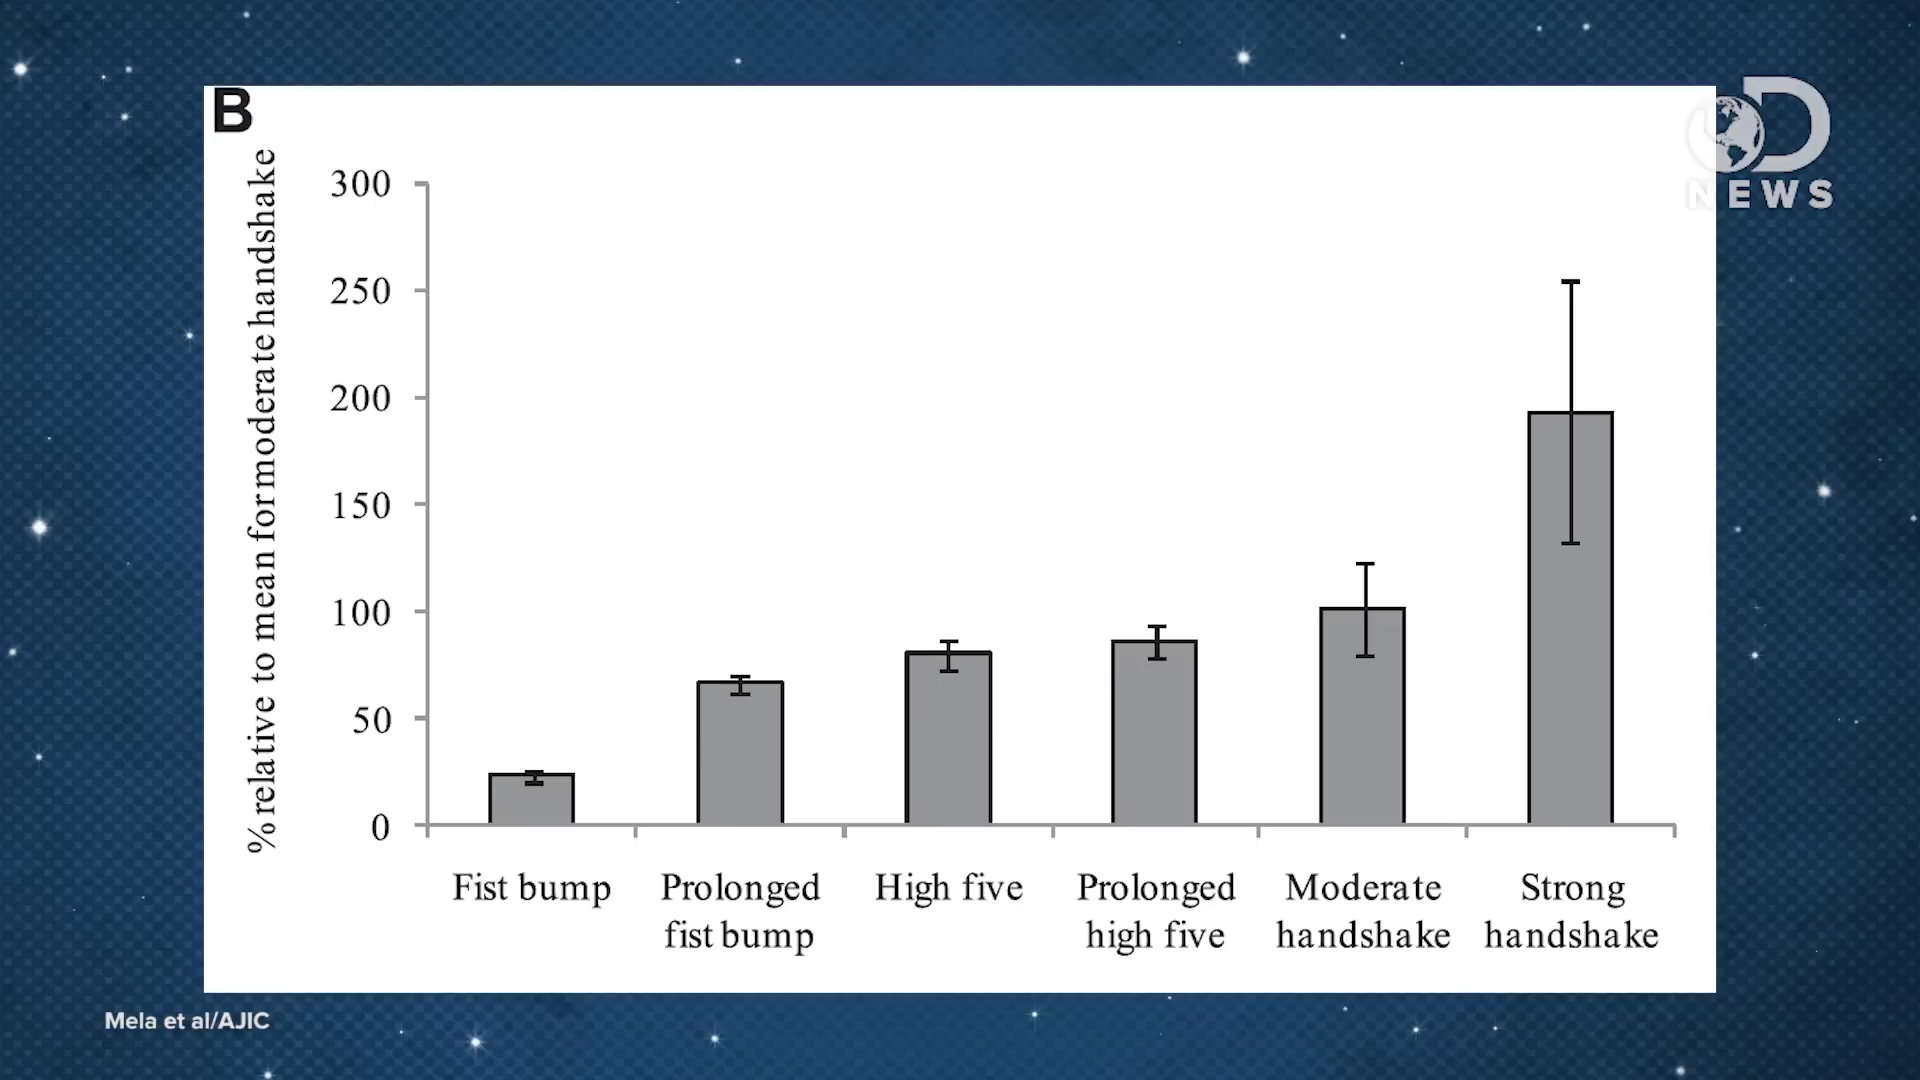 B
NEWS
% relative to mean for moderate handshake
300
250
200
150
100
50
0
Fist bump
Prolonged
fist bump
High five
Prolonged
high five
Moderate
handshake
Strong
handshake
Mela et al/AJIC